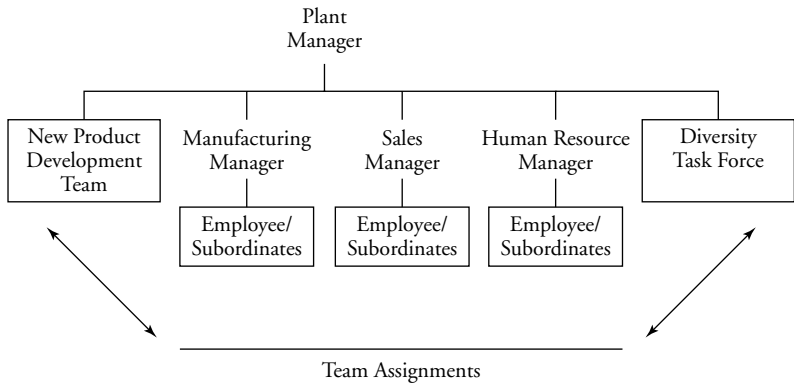 Plant
Manager
New Product
Development
Team
Manufacturing
Manager
Sales
Manager
Human Resource
Manager
Diversity
Task Force
Employee/
Subordinates
Employee/
Subordinates
Employee/
Subordinates
Team Assignments